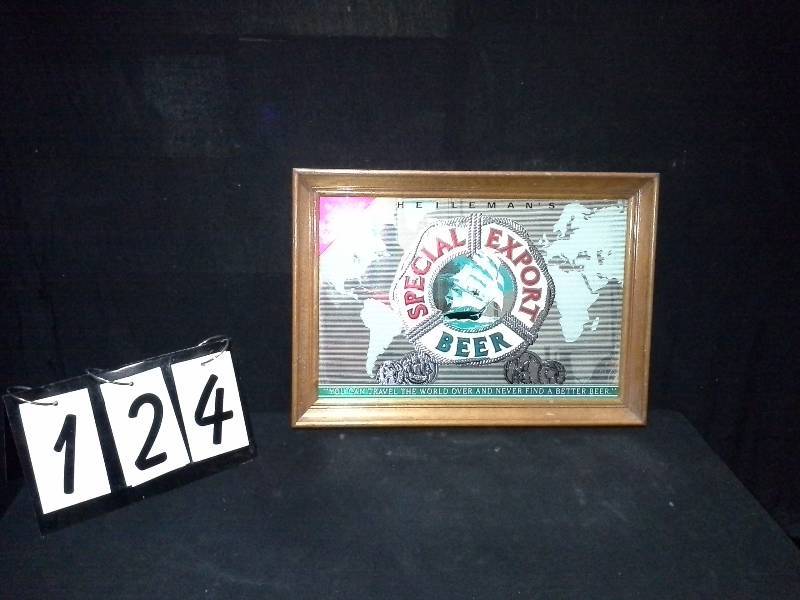 HEILEMAN'S
SPECIAL EXPORT
BEER
"YOU CAN TRAVEL THE WORLD OVER AND NEVER FIND A BETTER BEER."
124